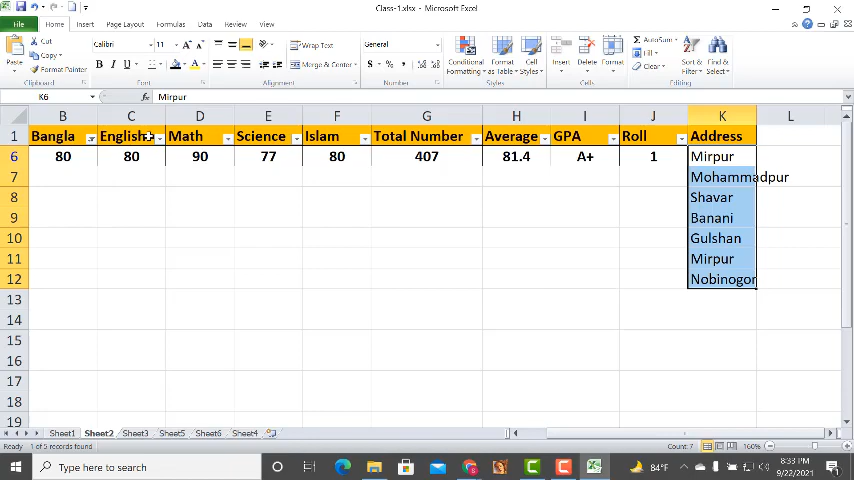 Class-1.xlsx - Microsoft Excel
File Home Insert Page Layout Formulas Data Review View
Cut Calibri 11 Wrap Text General AutoSum
Copy Fill
Paste Format Painter Merge & Center Conditional Formatting Format as Table Cell Styles Insert Delete Format Clear Sort & Filter Find & Select
Clipboard Font Alignment Number Styles Cells Editing
K6 fx Mirpur
B C D E F G H I J K L
1 Bangla English Math Science Islam Total Number Average GPA Roll Address
6 80 80 90 77 80 407 81.4 A+ 1 Mirpur
7 Mohammadpur
8 Shavar
9 Banani
10 Gulshan
11 Mirpur
12 Nobinogor
13
14
15
16
17
18
19
Sheet1 Sheet2 Sheet3 Sheet5 Sheet6 Sheet4
Ready 1 of 5 records found Count: 7 160%
Type here to search 84°F 8:33 PM
9/22/2021